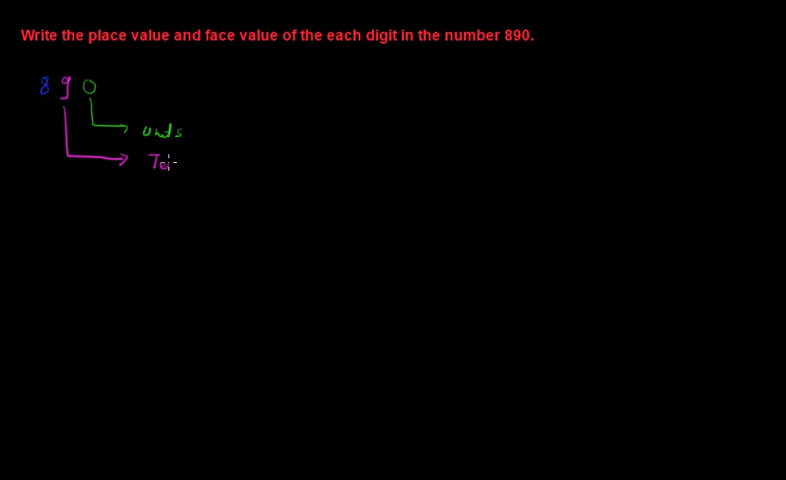 Write the place value and face value of the each digit in the number 890.
8 9 0
units
Te